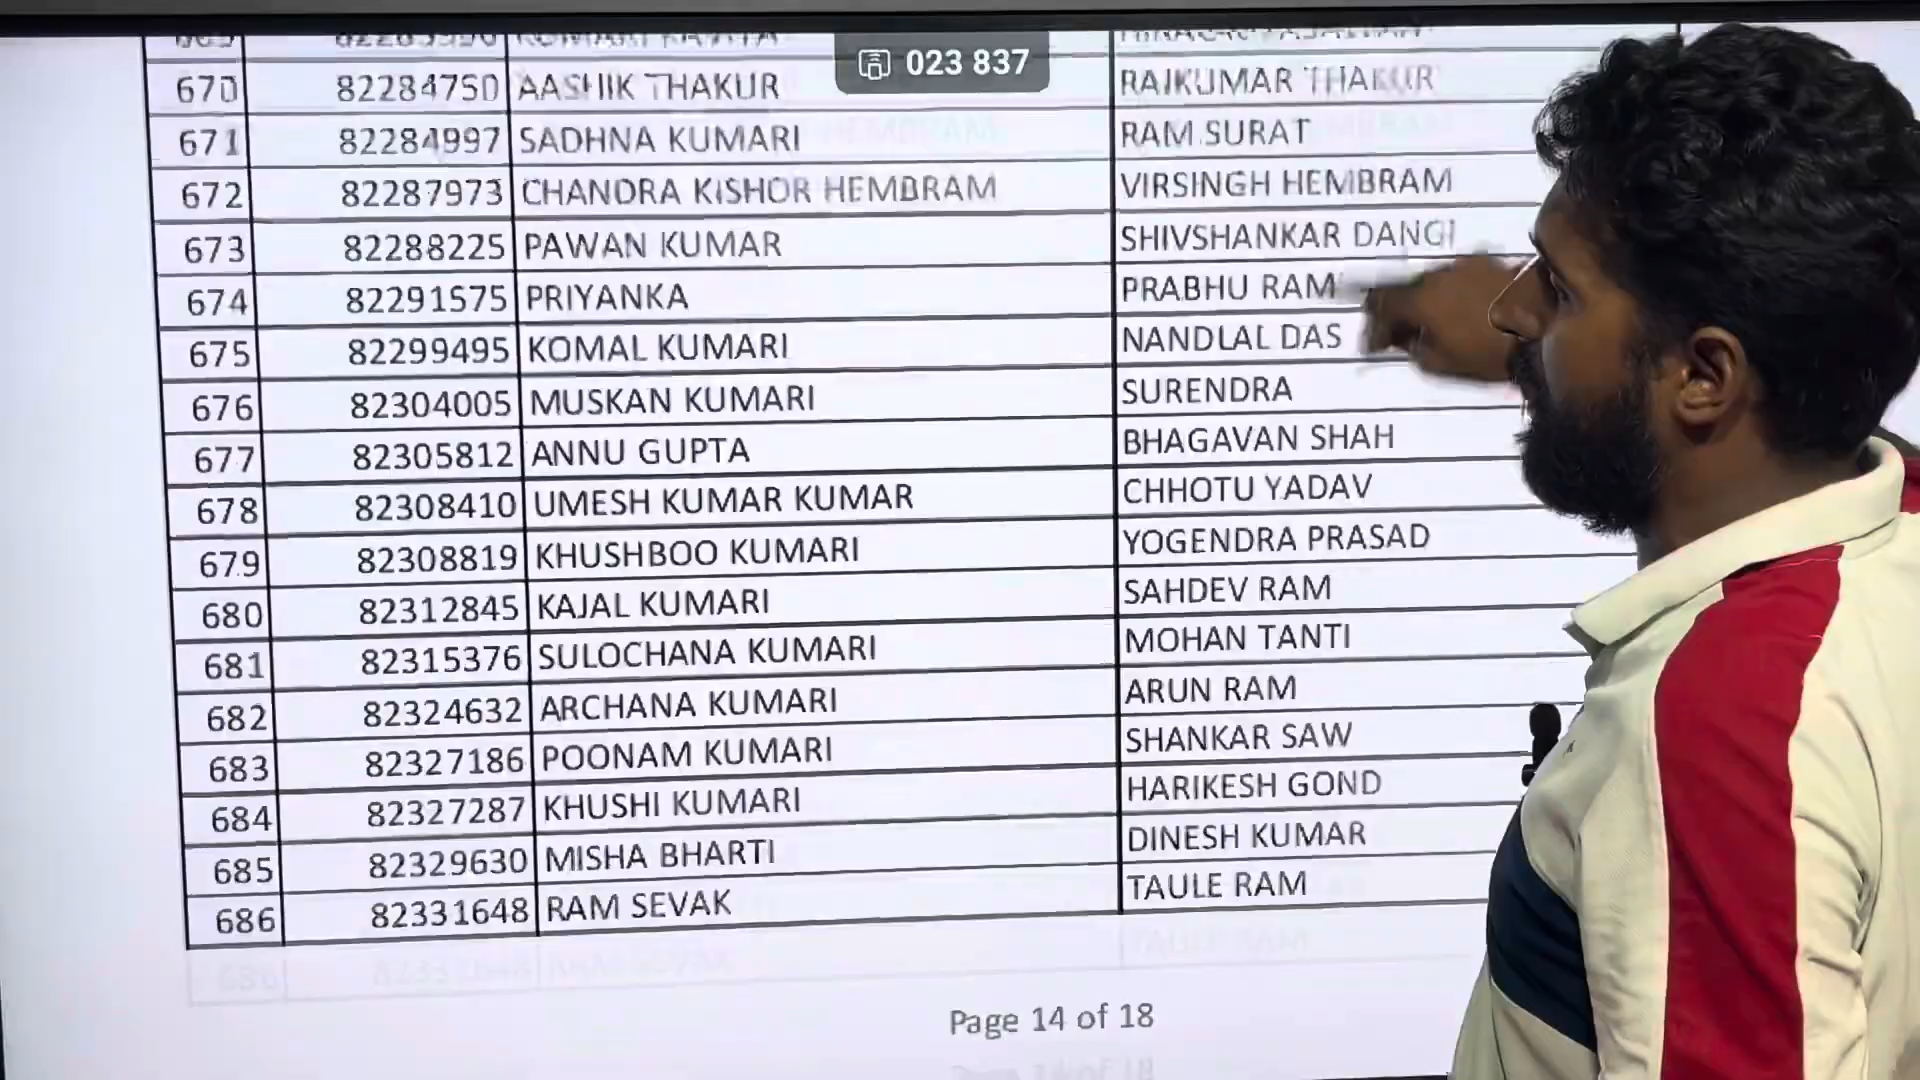 023 837
670 82284750 AASHIK THAKUR RAJKUMAR THAKUR
671 82284997 SADHNA KUMARI RAM SURAT
672 82287973 CHANDRA KISHOR HEMBRAM VIRSINGH HEMBRAM
673 82288225 PAWAN KUMAR SHIVSHANKAR DANGI
674 82291575 PRIYANKA PRABHU RAM
675 82299495 KOMAL KUMARI NANDLAL DAS
676 82304005 MUSKAN KUMARI SURENDRA
677 82305812 ANNU GUPTA BHAGAVAN SHAH
678 82308410 UMESH KUMAR KUMAR CHHOTU YADAV
679 82308819 KHUSHBOO KUMARI YOGENDRA PRASAD
680 82312845 KAJAL KUMARI SAHDEV RAM
681 82315376 SULOCHANA KUMARI MOHAN TANTI
682 82324632 ARCHANA KUMARI ARUN RAM
683 82327186 POONAM KUMARI SHANKAR SAW
684 82327287 KHUSHI KUMARI HARIKESH GOND
685 82329630 MISHA BHARTI DINESH KUMAR
686 82331648 RAM SEVAK TAULE RAM
Page 14 of 18